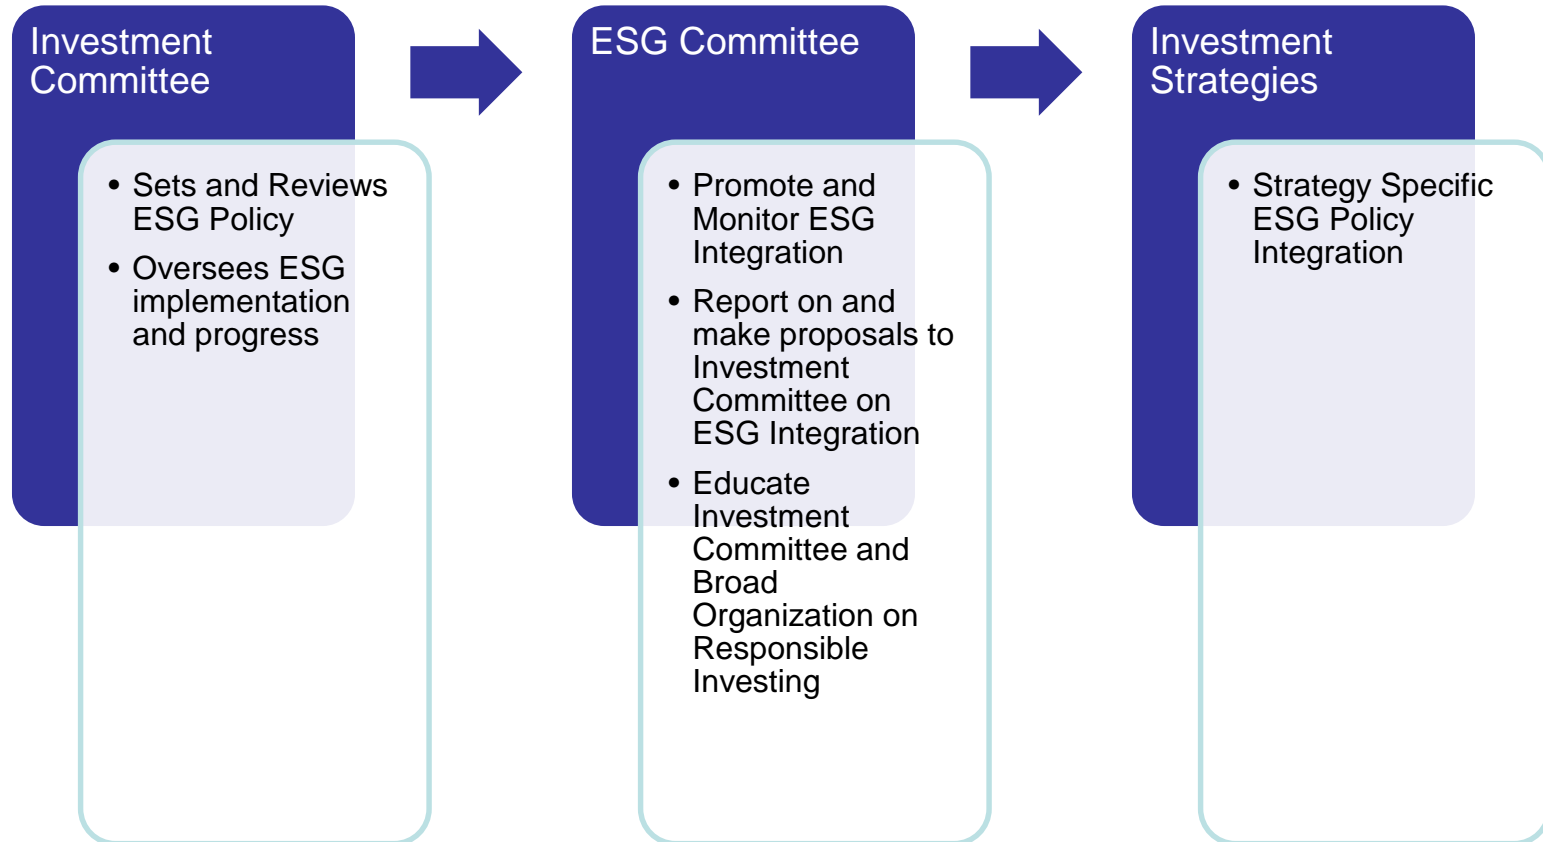 Investment
Committee
• Sets and Reviews
ESG Policy
• Oversees ESG
implementation
and progress
ESG Committee
• Promote and
Monitor ESG
Integration
• Report on and
make proposals to
Investment
Committee on
ESG Integration
• Educate
Investment
Committee and
Broad
Organization on
Responsible
Investing
Investment
Strategies
• Strategy Specific
ESG Policy
Integration